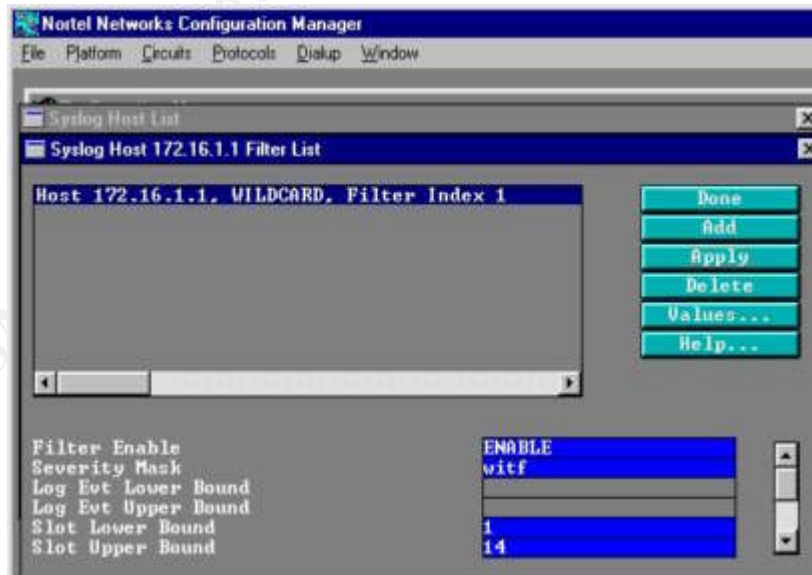 Nortel Networks Configuration Manager
File Platform Circuits Protocols Dialup Window
Syslog Host List
Syslog Host 172.16.1.1 Filter List
Host 172.16.1.1, WILDCARD, Filter Index 1
Done
Add
Apply
Delete
Values...
Help...
Filter Enable ENABLE
Severity Mask witf
Log Evt Lower Bound
Log Evt Upper Bound
Slot Lower Bound 1
Slot Upper Bound 14